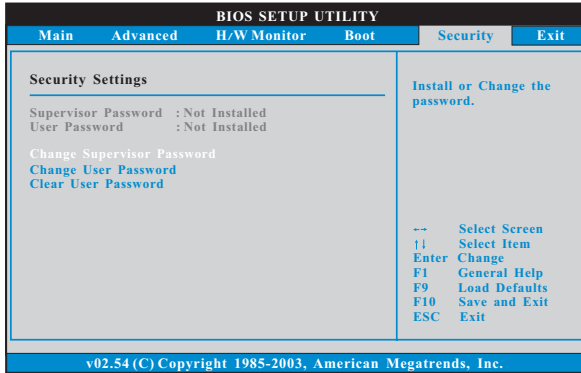 BIOS SETUP UTILITY
Main Advanced H/W Monitor Boot Security Exit
Security Settings
Supervisor Password : Not Installed
User Password : Not Installed
Change Supervisor Password
Change User Password
Clear User Password
Install or Change the
password.
←→ Select Screen
↑↓ Select Item
Enter Change
F1 General Help
F9 Load Defaults
F10 Save and Exit
ESC Exit
v02.54 (C) Copyright 1985-2003, American Megatrends, Inc.